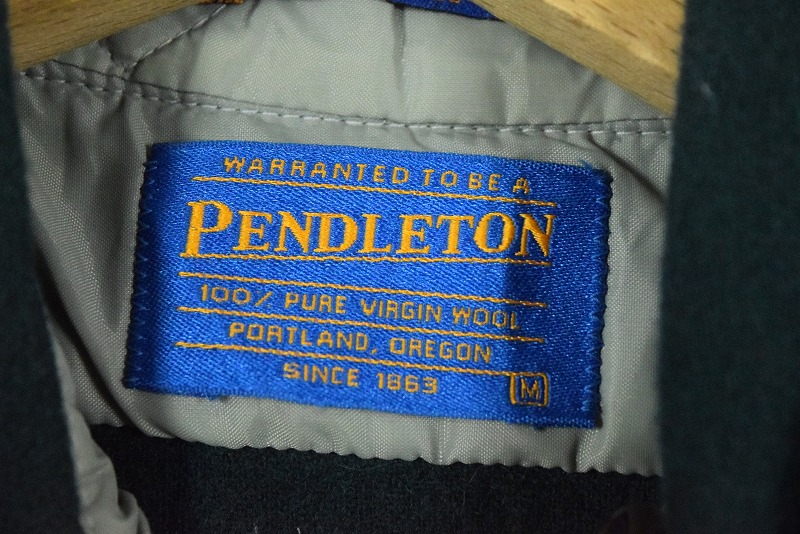 WARRANTED TO BE A
PENDLETON
100% PURE VIRGIN WOOL
PORTLAND, OREGON
SINCE 1863
M